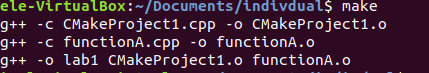 ele-VirtualBox:~/Documents/indivdual$ make
g++ -c CMakeProject1.cpp -o CMakeProject1.o
g++ -c functionA.cpp -o functionA.o
g++ -o lab1 CMakeProject1.o functionA.o